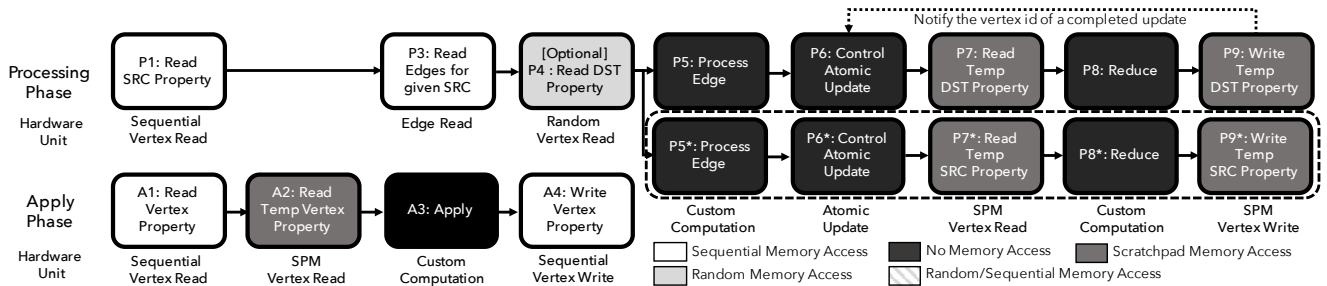 Notify the vertex id of a completed update
Processing
Phase
P1: Read
SRC Property
P3: Read
Edges for
given SRC
[Optional]
P4 : Read DST
Property
P5: Process
Edge
P6: Control
Atomic
Update
P7: Read
Temp
DST Property
P8: Reduce
P9: Write
Temp
DST Property
Hardware
Unit
Sequential
Vertex Read
Edge Read
Random
Vertex Read
P5*: Process
Edge
P6*: Control
Atomic
Update
P7*: Read
Temp
SRC Property
P8*: Reduce
P9*: Write
Temp
SRC Property
Apply
Phase
A1: Read
Vertex
Property
A2: Read
Temp Vertex
Property
A3: Apply
A4: Write
Vertex
Property
Custom
Computation
Atomic
Update
SPM
Vertex Read
Custom
Computation
SPM
Vertex Write
Hardware
Unit
Sequential
Vertex Read
SPM
Vertex Read
Custom
Computation
Sequential
Vertex Write
Sequential Memory Access
No Memory Access
Scratchpad Memory Access
Random Memory Access
Random/Sequential Memory Access